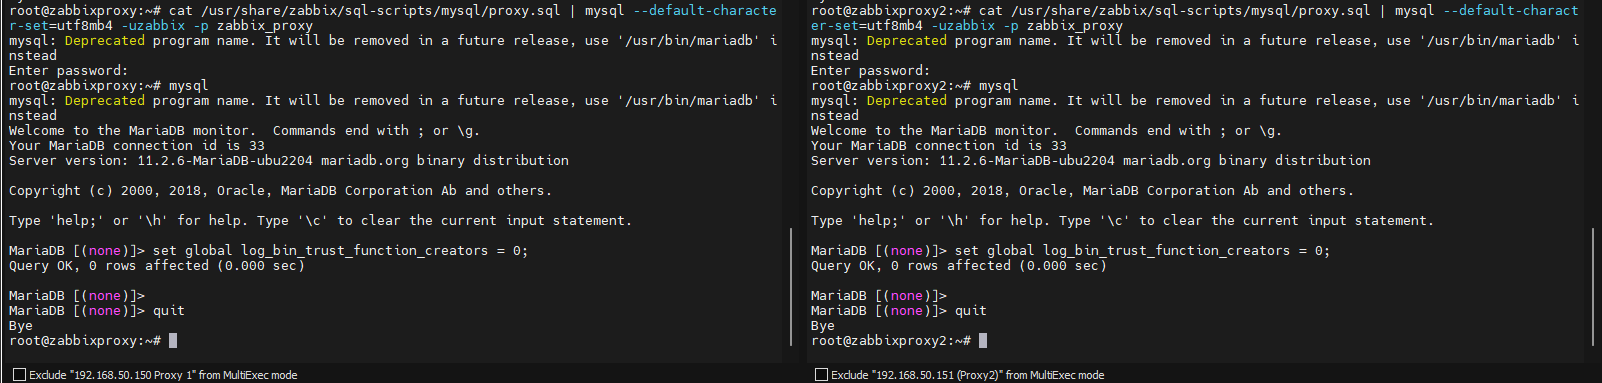 root@zabbixproxy:~# cat /usr/share/zabbix/sql-scripts/mysql/proxy.sql | mysql --default-characte
r-set=utf8mb4 -uzabbix -p zabbix_proxy
mysql: Deprecated program name. It will be removed in a future release, use '/usr/bin/mariadb' i
nstead
Enter password:
root@zabbixproxy:~# mysql
mysql: Deprecated program name. It will be removed in a future release, use '/usr/bin/mariadb' i
nstead
Welcome to the MariaDB monitor.  Commands end with ; or \g.
Your MariaDB connection id is 33
Server version: 11.2.6-MariaDB-ubu2204 mariadb.org binary distribution
Copyright (c) 2000, 2018, Oracle, MariaDB Corporation Ab and others.
Type 'help;' or '\h' for help. Type '\c' to clear the current input statement.
MariaDB [(none)]> set global log_bin_trust_function_creators = 0;
Query OK, 0 rows affected (0.000 sec)
MariaDB [(none)]>
MariaDB [(none)]> quit
Bye
root@zabbixproxy:~#
Exclude "192.168.50.150 Proxy 1" from MultiExec mode
root@zabbixproxy2:~# cat /usr/share/zabbix/sql-scripts/mysql/proxy.sql | mysql --default-charact
er-set=utf8mb4 -uzabbix -p zabbix_proxy
mysql: Deprecated program name. It will be removed in a future release, use '/usr/bin/mariadb' i
nstead
Enter password:
root@zabbixproxy2:~# mysql
mysql: Deprecated program name. It will be removed in a future release, use '/usr/bin/mariadb' i
nstead
Welcome to the MariaDB monitor.  Commands end with ; or \g.
Your MariaDB connection id is 33
Server version: 11.2.6-MariaDB-ubu2204 mariadb.org binary distribution
Copyright (c) 2000, 2018, Oracle, MariaDB Corporation Ab and others.
Type 'help;' or '\h' for help. Type '\c' to clear the current input statement.
MariaDB [(none)]> set global log_bin_trust_function_creators = 0;
Query OK, 0 rows affected (0.000 sec)
MariaDB [(none)]>
MariaDB [(none)]> quit
Bye
root@zabbixproxy2:~#
Exclude "192.168.50.151 (Proxy2)" from MultiExec mode